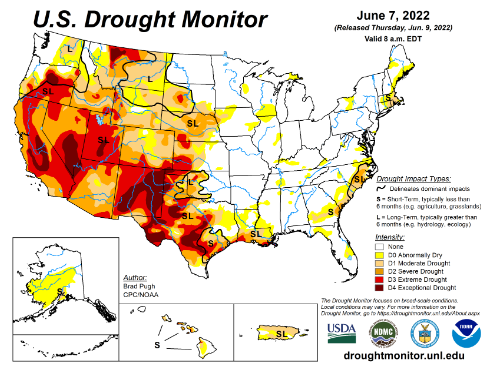 U.S. Drought Monitor
June 7, 2022
(Released Thursday, Jun. 9, 2022)
Valid 8 a.m. EDT
L
L
SL
S
SL
SL
SL
L
SL
S
SL
S
S
Drought Impact Types:
Delineates dominant impacts
S = Short-Term, typically less than
6 months (e.g. agriculture, grasslands)
L = Long-Term, typically greater than
6 months (e.g. hydrology, ecology)
Intensity:
None
D0 Abnormally Dry
D1 Moderate Drought
D2 Severe Drought
D3 Extreme Drought
D4 Exceptional Drought
Author:
Brad Pugh
CPC/NOAA
S
SL
The Drought Monitor focuses on broad-scale conditions.
Local conditions may vary. For more information on the
Drought Monitor, go to https://droughtmonitor.unl.edu/About.aspx
USDA
NDMC
NOAA
droughtmonitor.unl.edu